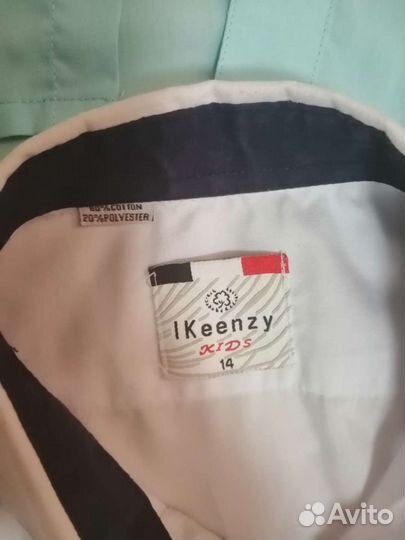 80%COTTON
20%POLYESTER
IKeenzy
KIDS
14
Avito